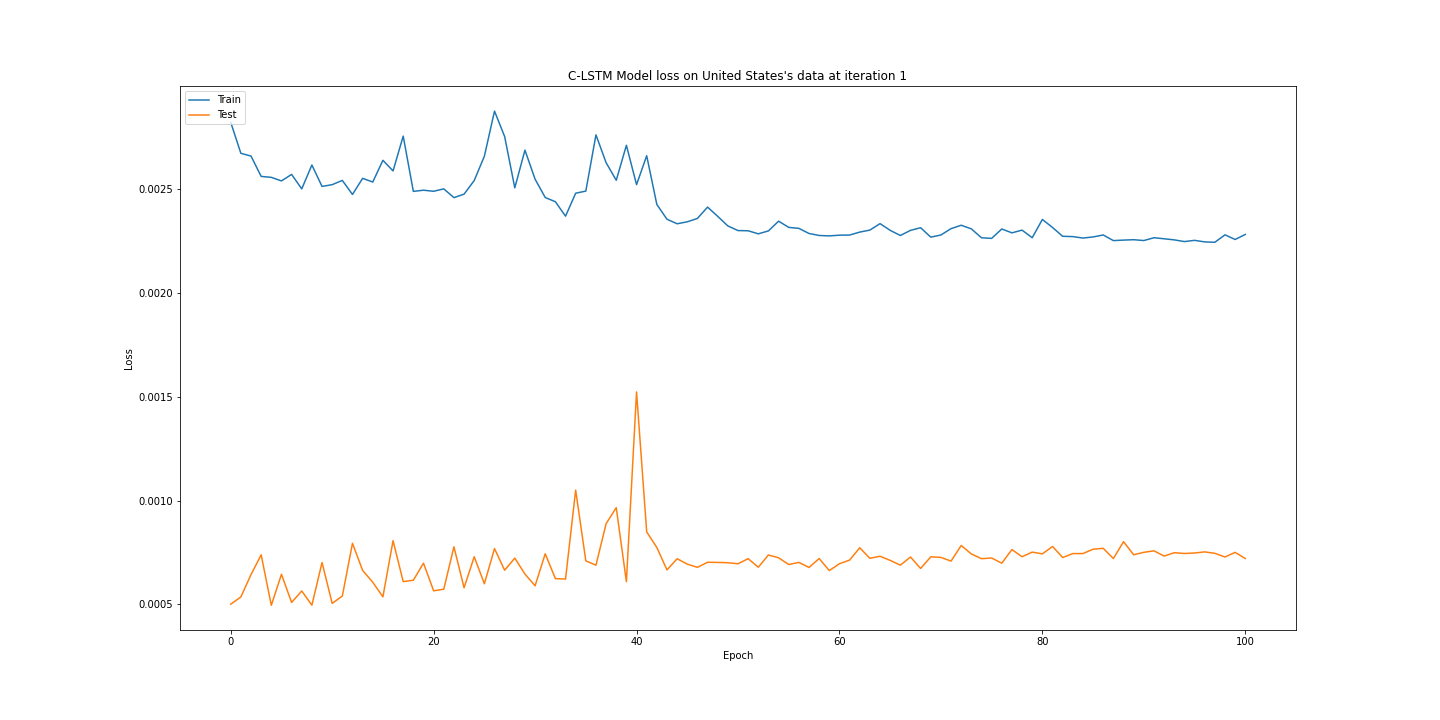 C-LSTM Model loss on United States's data at iteration 1
Train
Test
0.0025
0.0020
0.0015
0.0010
0.0005
Loss
0 20 40 60 80 100
Epoch